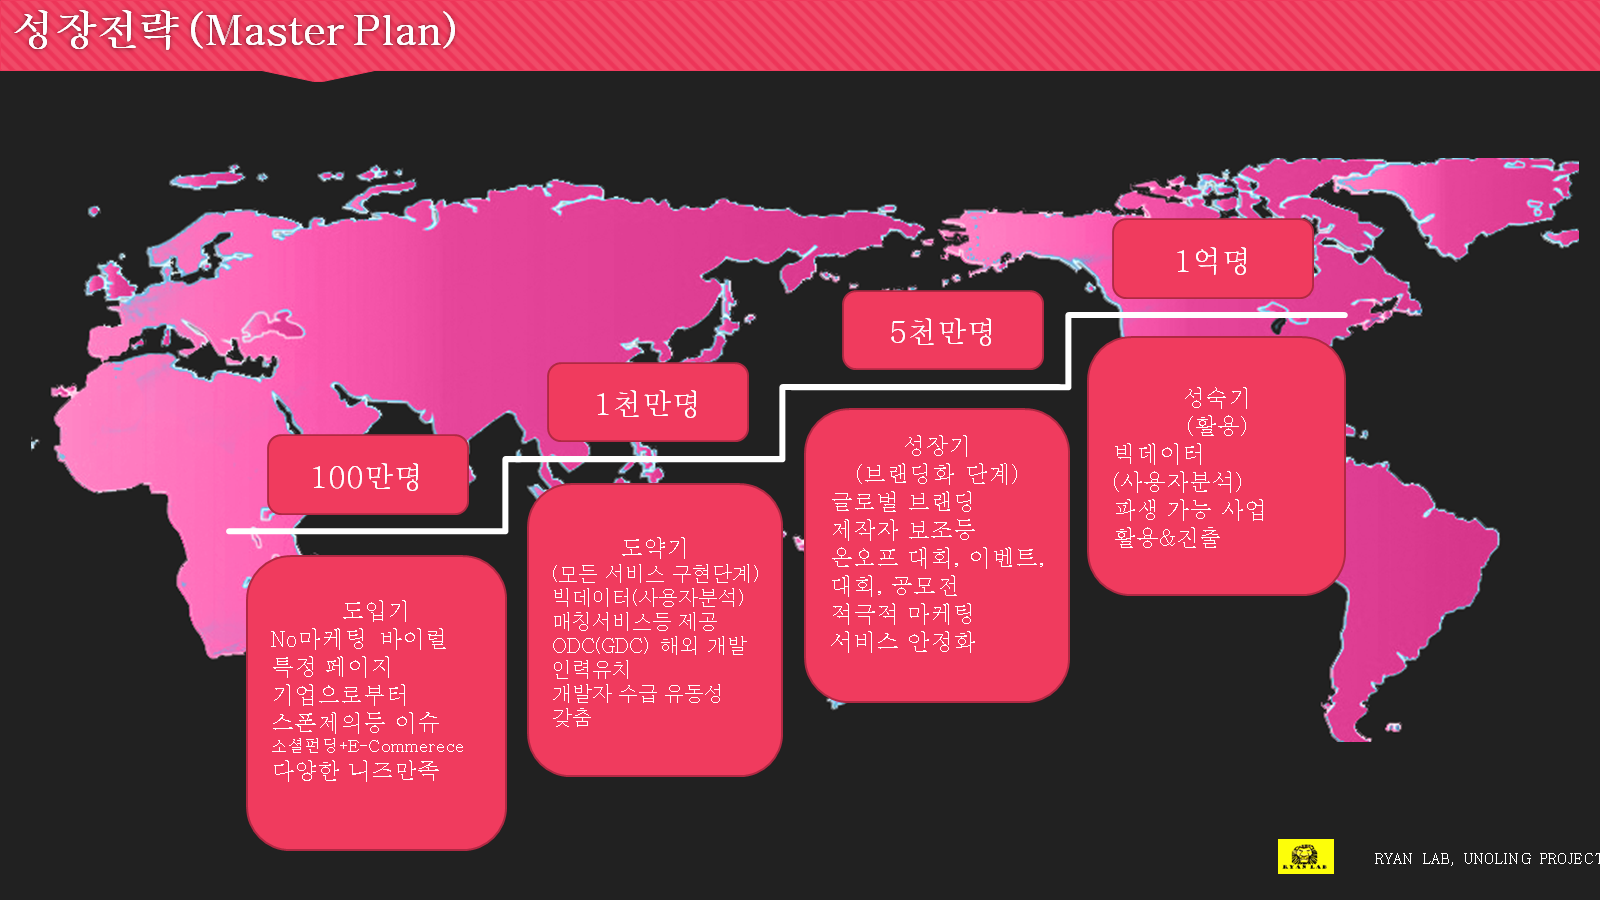 성장전략 (Master Plan)
100만명
도입기
No마케팅 바이럴
특정 페이지
기업으로부터
스폰제의등 이슈
소셜펀딩+E-Commerece
다양한 니즈만족
1천만명
도약기
(모든 서비스 구현단계)
빅데이터(사용자분석)
매칭서비스등 제공
ODC(GDC) 해외 개발
인력유치
개발자 수급 유동성
갖춤
5천만명
성장기
(브랜딩화 단계)
글로벌 브랜딩
제작자 보조등
온오프 대회, 이벤트,
대회, 공모전
적극적 마케팅
서비스 안정화
1억명
성숙기
(활용)
빅데이터
(사용자분석)
파생 가능 사업
활용&진출
RYAN LAB
RYAN LAB, UNOLING PROJECT